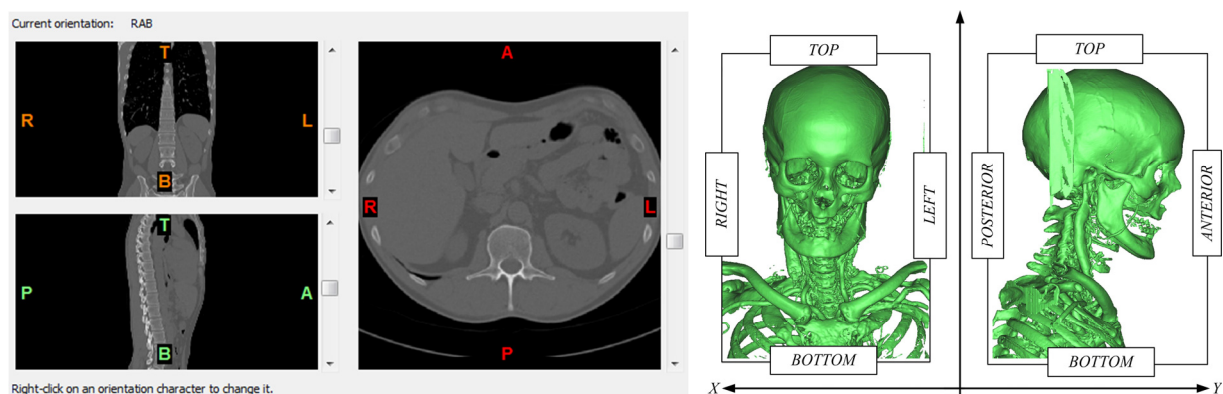 Current orientation: RAB
T
R
L
B
T
P
A
B
A
R
L
P
Right-click on an orientation character to change it.
Y
TOP
RIGHT
LEFT
BOTTOM
X
TOP
POSTERIOR
ANTERIOR
BOTTOM
Y